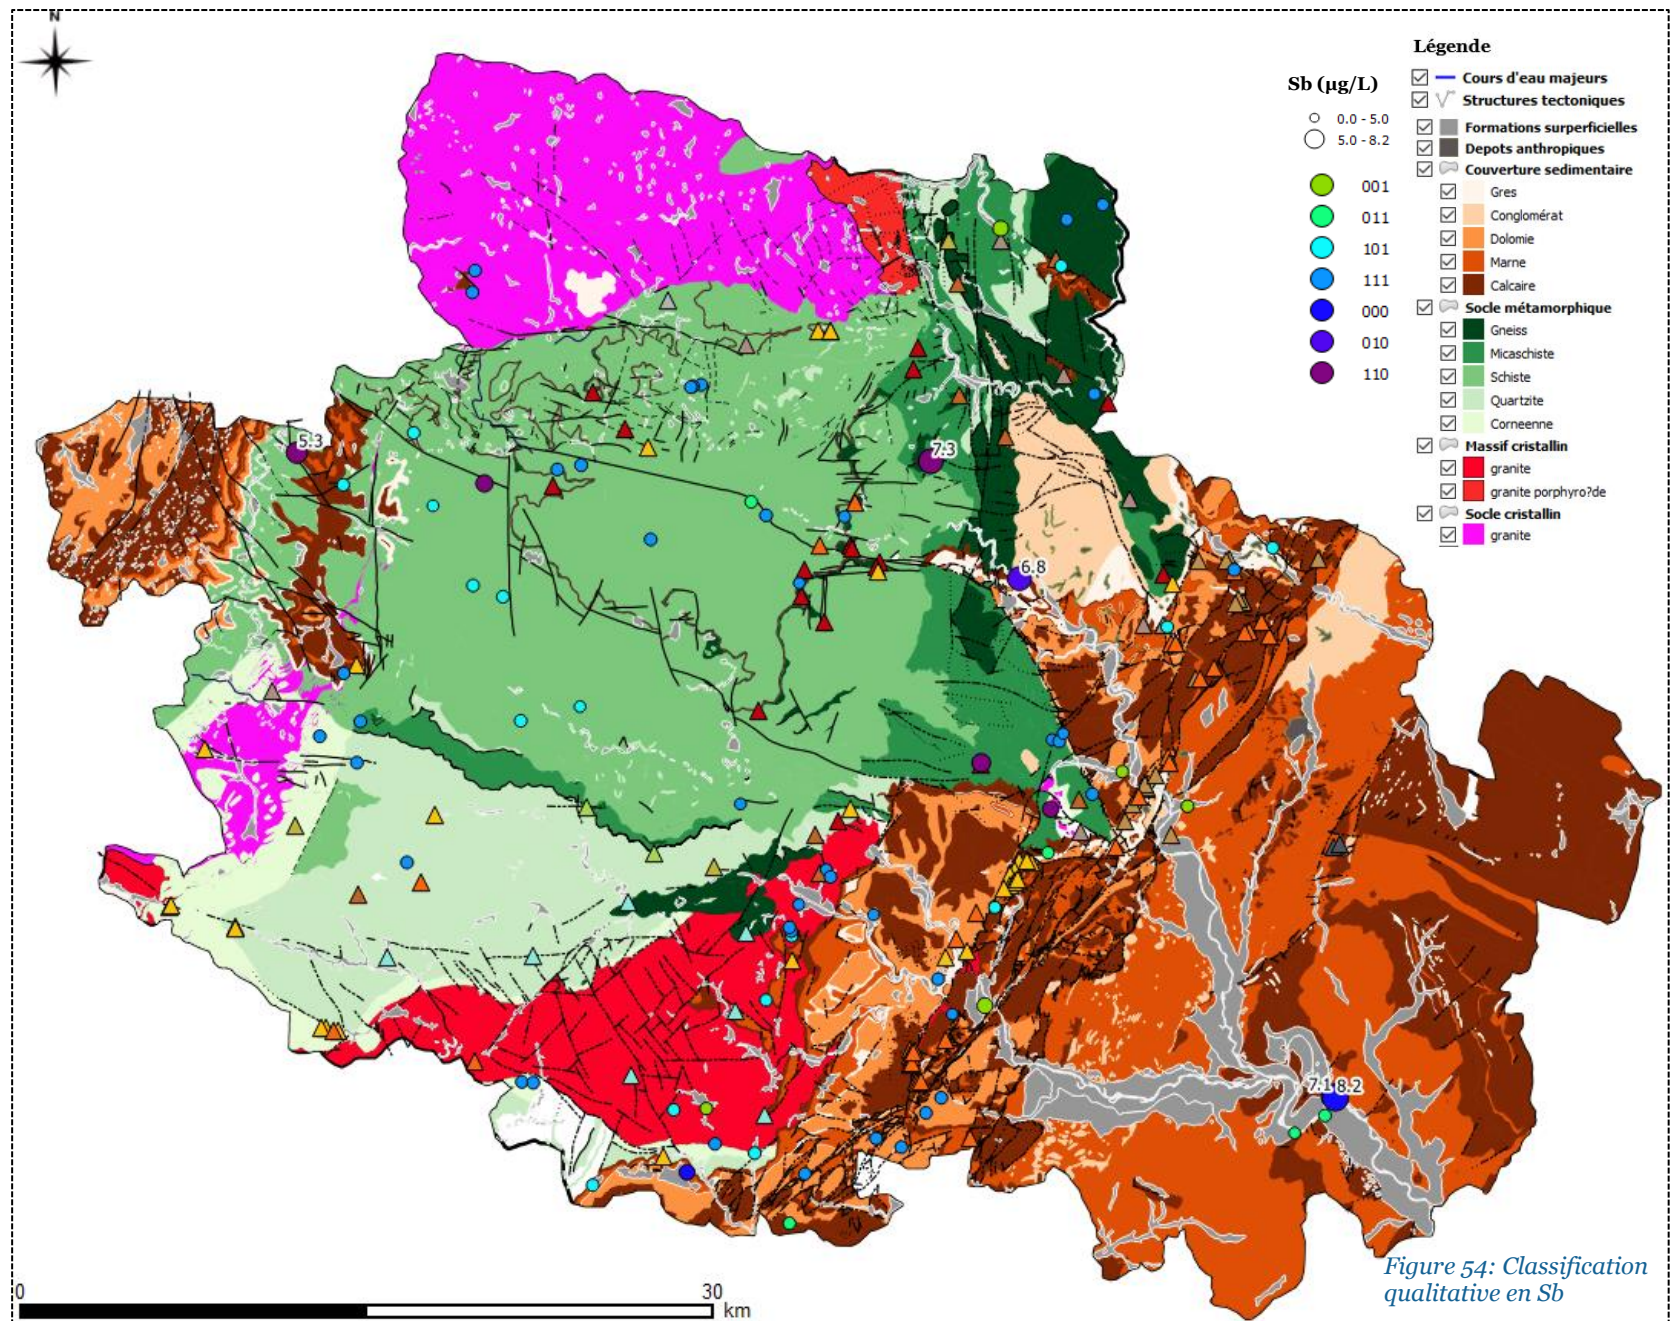 N
Légende
Sb (µg/L)
0.0 - 5.0
5.0 - 8.2
001
011
101
111
000
010
110
Cours d'eau majeurs
Structures tectoniques
Formations surperficielles
Depots anthropiques
Couverture sedimentaire
Gres
Conglomérat
Dolomie
Marne
Calcaire
Socle métamorphique
Gneiss
Micaschiste
Schiste
Quartzite
Corneenne
Massif cristallin
granite
granite porphyro?de
Socle cristallin
granite
5.3
7.3
6.8
7.1 8.2
0
30
km
Figure 54: Classification
qualitative en Sb